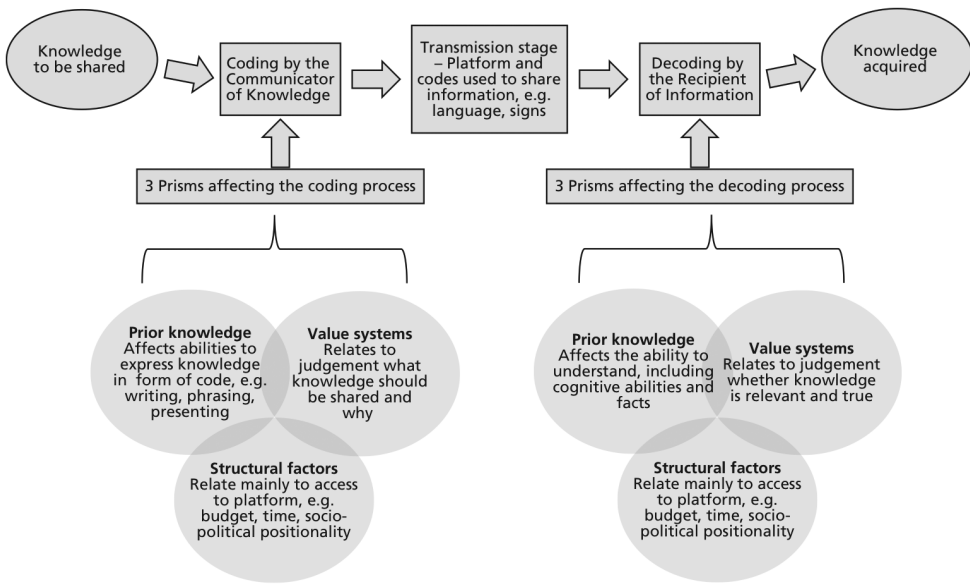 Knowledge
to be shared
Coding by the
Communicator
of Knowledge
Transmission stage
– Platform and
codes used to share
information, e.g.
language, signs
Decoding by
the Recipient
of Information
Knowledge
acquired
3 Prisms affecting the coding process
3 Prisms affecting the decoding process
Prior knowledge
Affects abilities to
express knowledge
in form of code, e.g.
writing, phrasing,
presenting
Value systems
Relates to
judgement what
knowledge should
be shared and
why
Structural factors
Relate mainly to access
to platform, e.g.
budget, time, socio-
political positionality
Prior knowledge
Affects the ability to
understand, including
cognitive abilities and
facts
Value systems
Relates to judgement
whether knowledge
is relevant and true
Structural factors
Relate mainly to access
to platform, e.g.
budget, time, socio-
political positionality